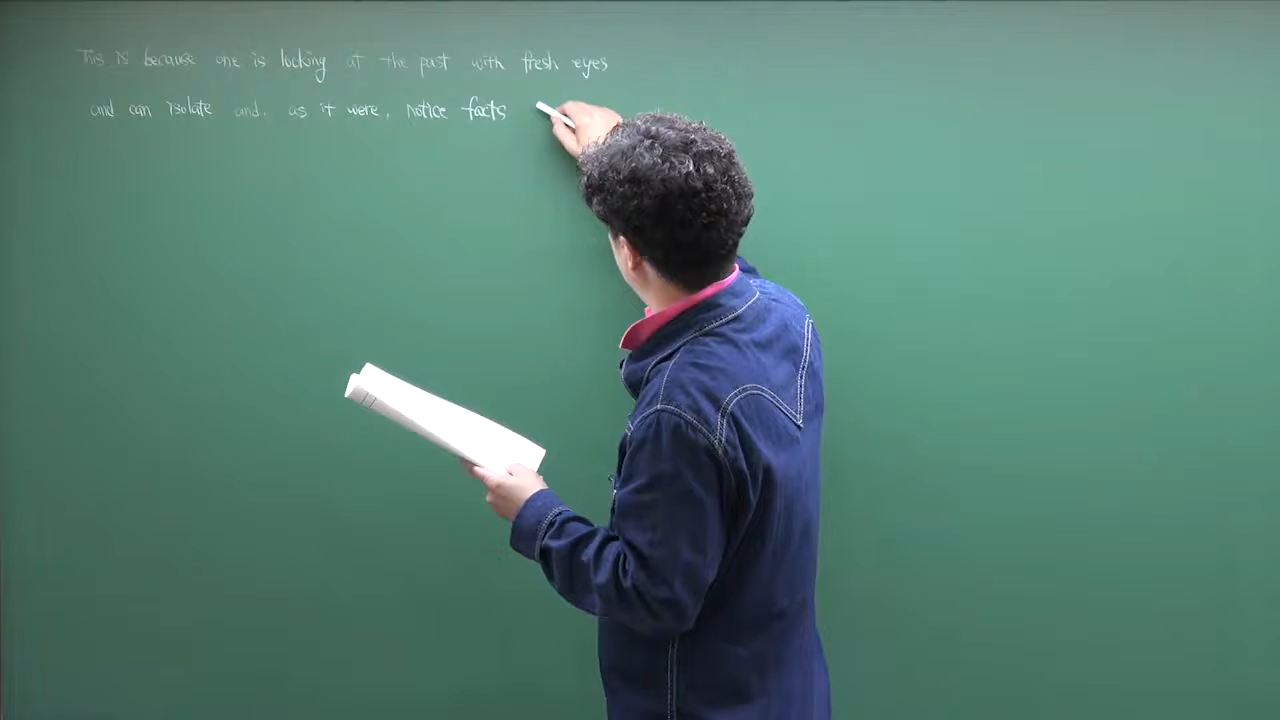 This is because one is looking at the past with fresh eyes
and can isolate and, as it were, notice facts